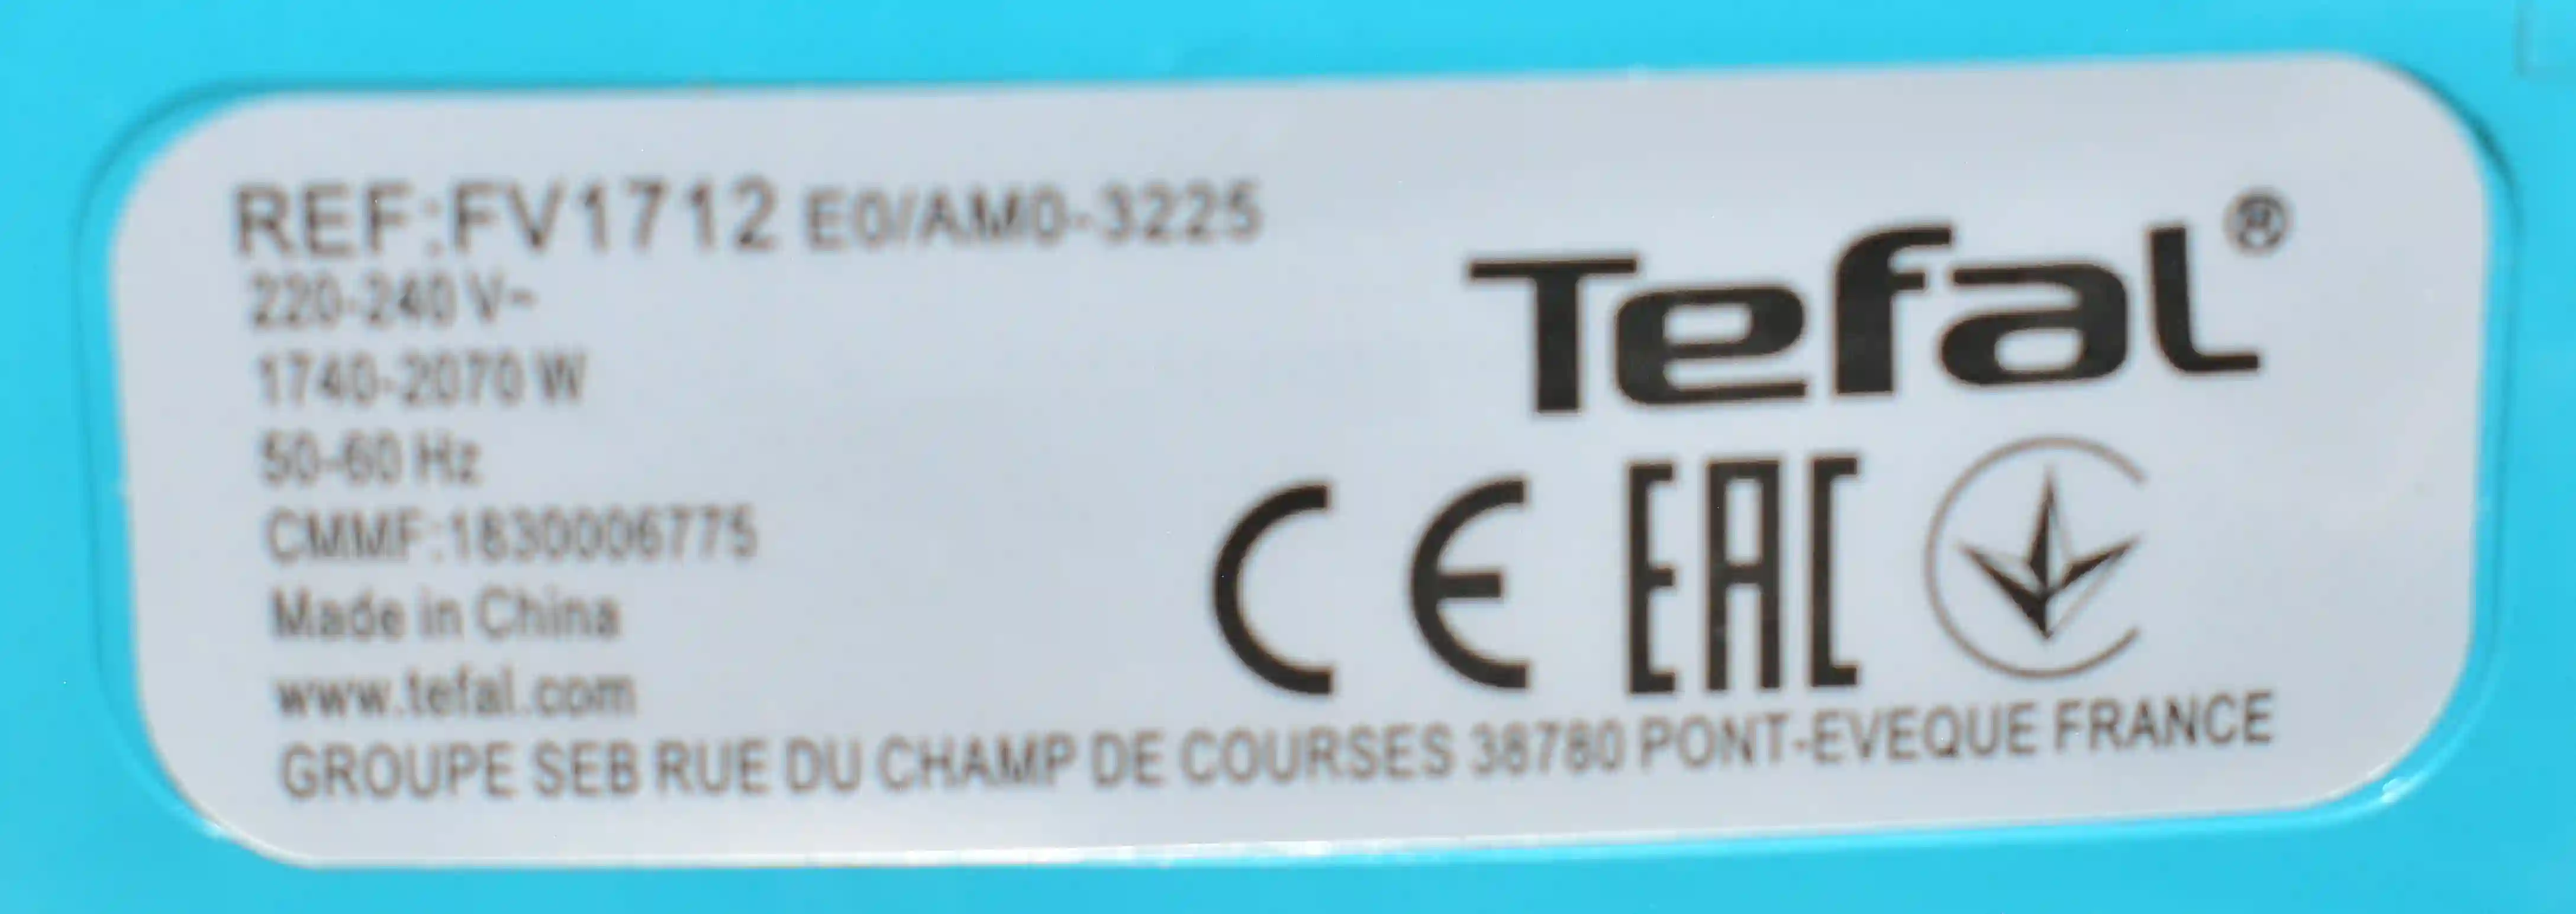 REF:FV1712 E0/AM0-3225
220-240 V~
1740-2070 W
50-60 Hz
CMMF:1830006775
Made in China
www.tefal.com
GROUPE SEB RUE DU CHAMP DE COURSES 38780 PONT-EVEQUE FRANCE
Tefal®
CE EAC